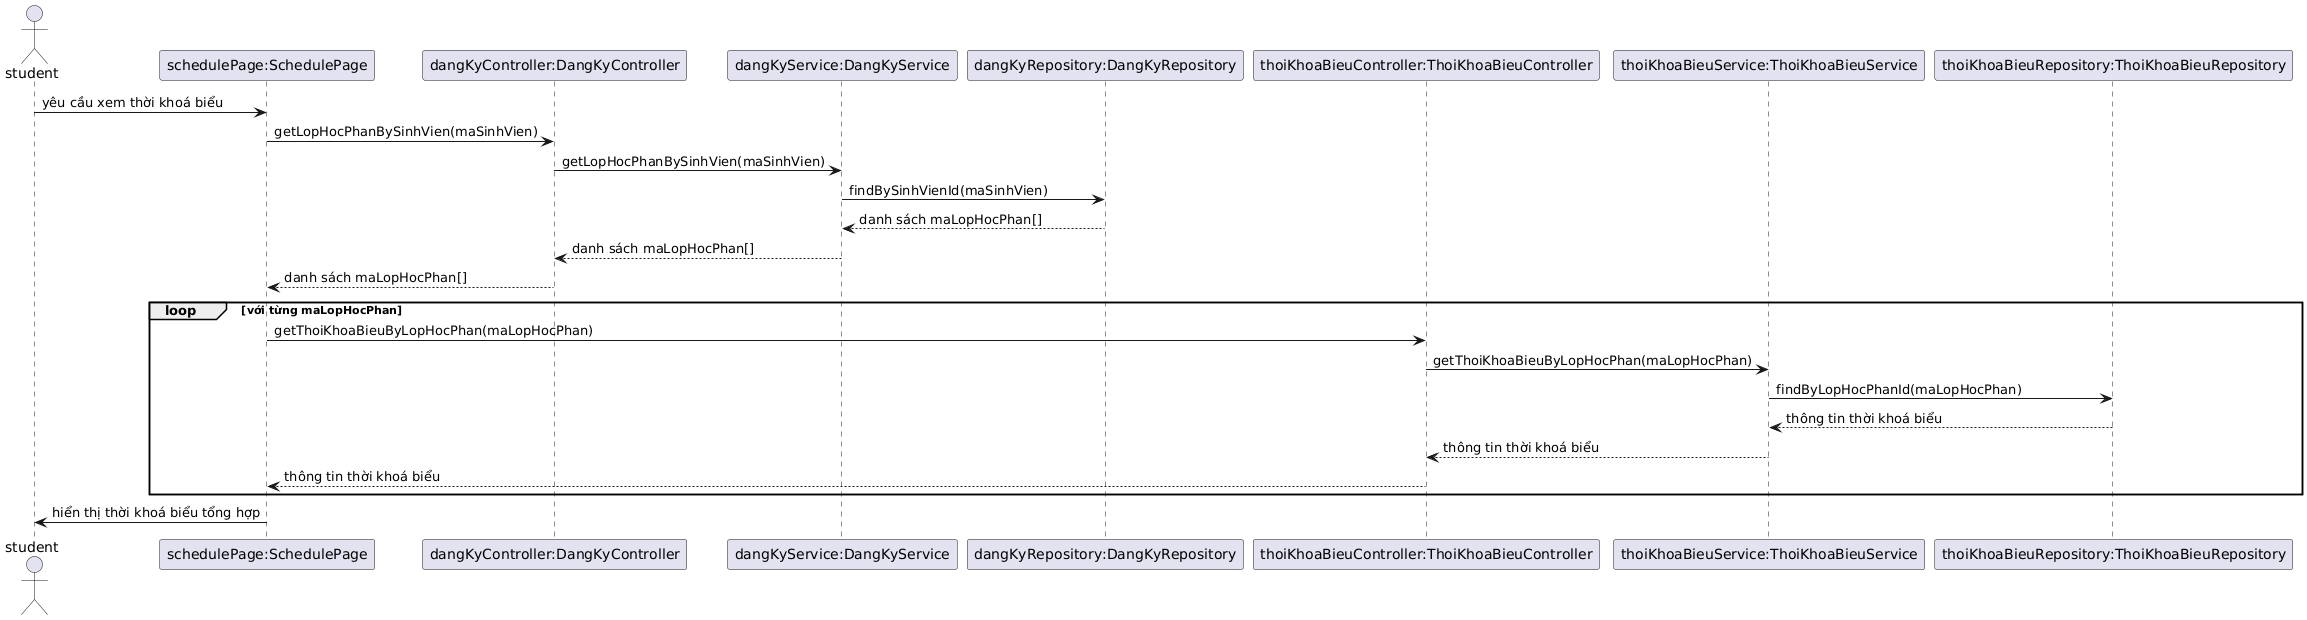 student
schedulePage:SchedulePage
dangKyController:DangKyController
dangKyService:DangKyService
dangKyRepository:DangKyRepository
thoiKhoaBieuController:ThoiKhoaBieuController
thoiKhoaBieuService:ThoiKhoaBieuService
thoiKhoaBieuRepository:ThoiKhoaBieuRepository
yêu cầu xem thời khoá biểu
getLopHocPhanBySinhVien(maSinhVien)
getLopHocPhanBySinhVien(maSinhVien)
findBySinhVienId(maSinhVien)
danh sách maLopHocPhan[]
danh sách maLopHocPhan[]
danh sách maLopHocPhan[]
loop [với từng maLopHocPhan]
getThoiKhoaBieuByLopHocPhan(maLopHocPhan)
getThoiKhoaBieuByLopHocPhan(maLopHocPhan)
findByLopHocPhanId(maLopHocPhan)
thông tin thời khoá biểu
thông tin thời khoá biểu
thông tin thời khoá biểu
hiển thị thời khoá biểu tổng hợp
student
schedulePage:SchedulePage
dangKyController:DangKyController
dangKyService:DangKyService
dangKyRepository:DangKyRepository
thoiKhoaBieuController:ThoiKhoaBieuController
thoiKhoaBieuService:ThoiKhoaBieuService
thoiKhoaBieuRepository:ThoiKhoaBieuRepository